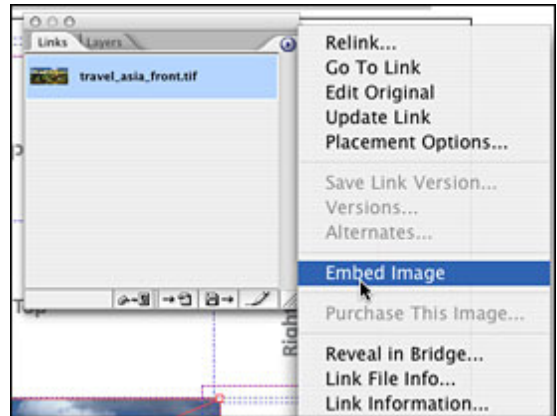 Links
Layers
travel_asia_front.tif
Relink...
Go To Link
Edit Original
Update Link
Placement Options...
Save Link Version...
Versions...
Alternates...
Embed Image
Purchase This Image...
Reveal in Bridge...
Link File Info...
Link Information...
Top
Right